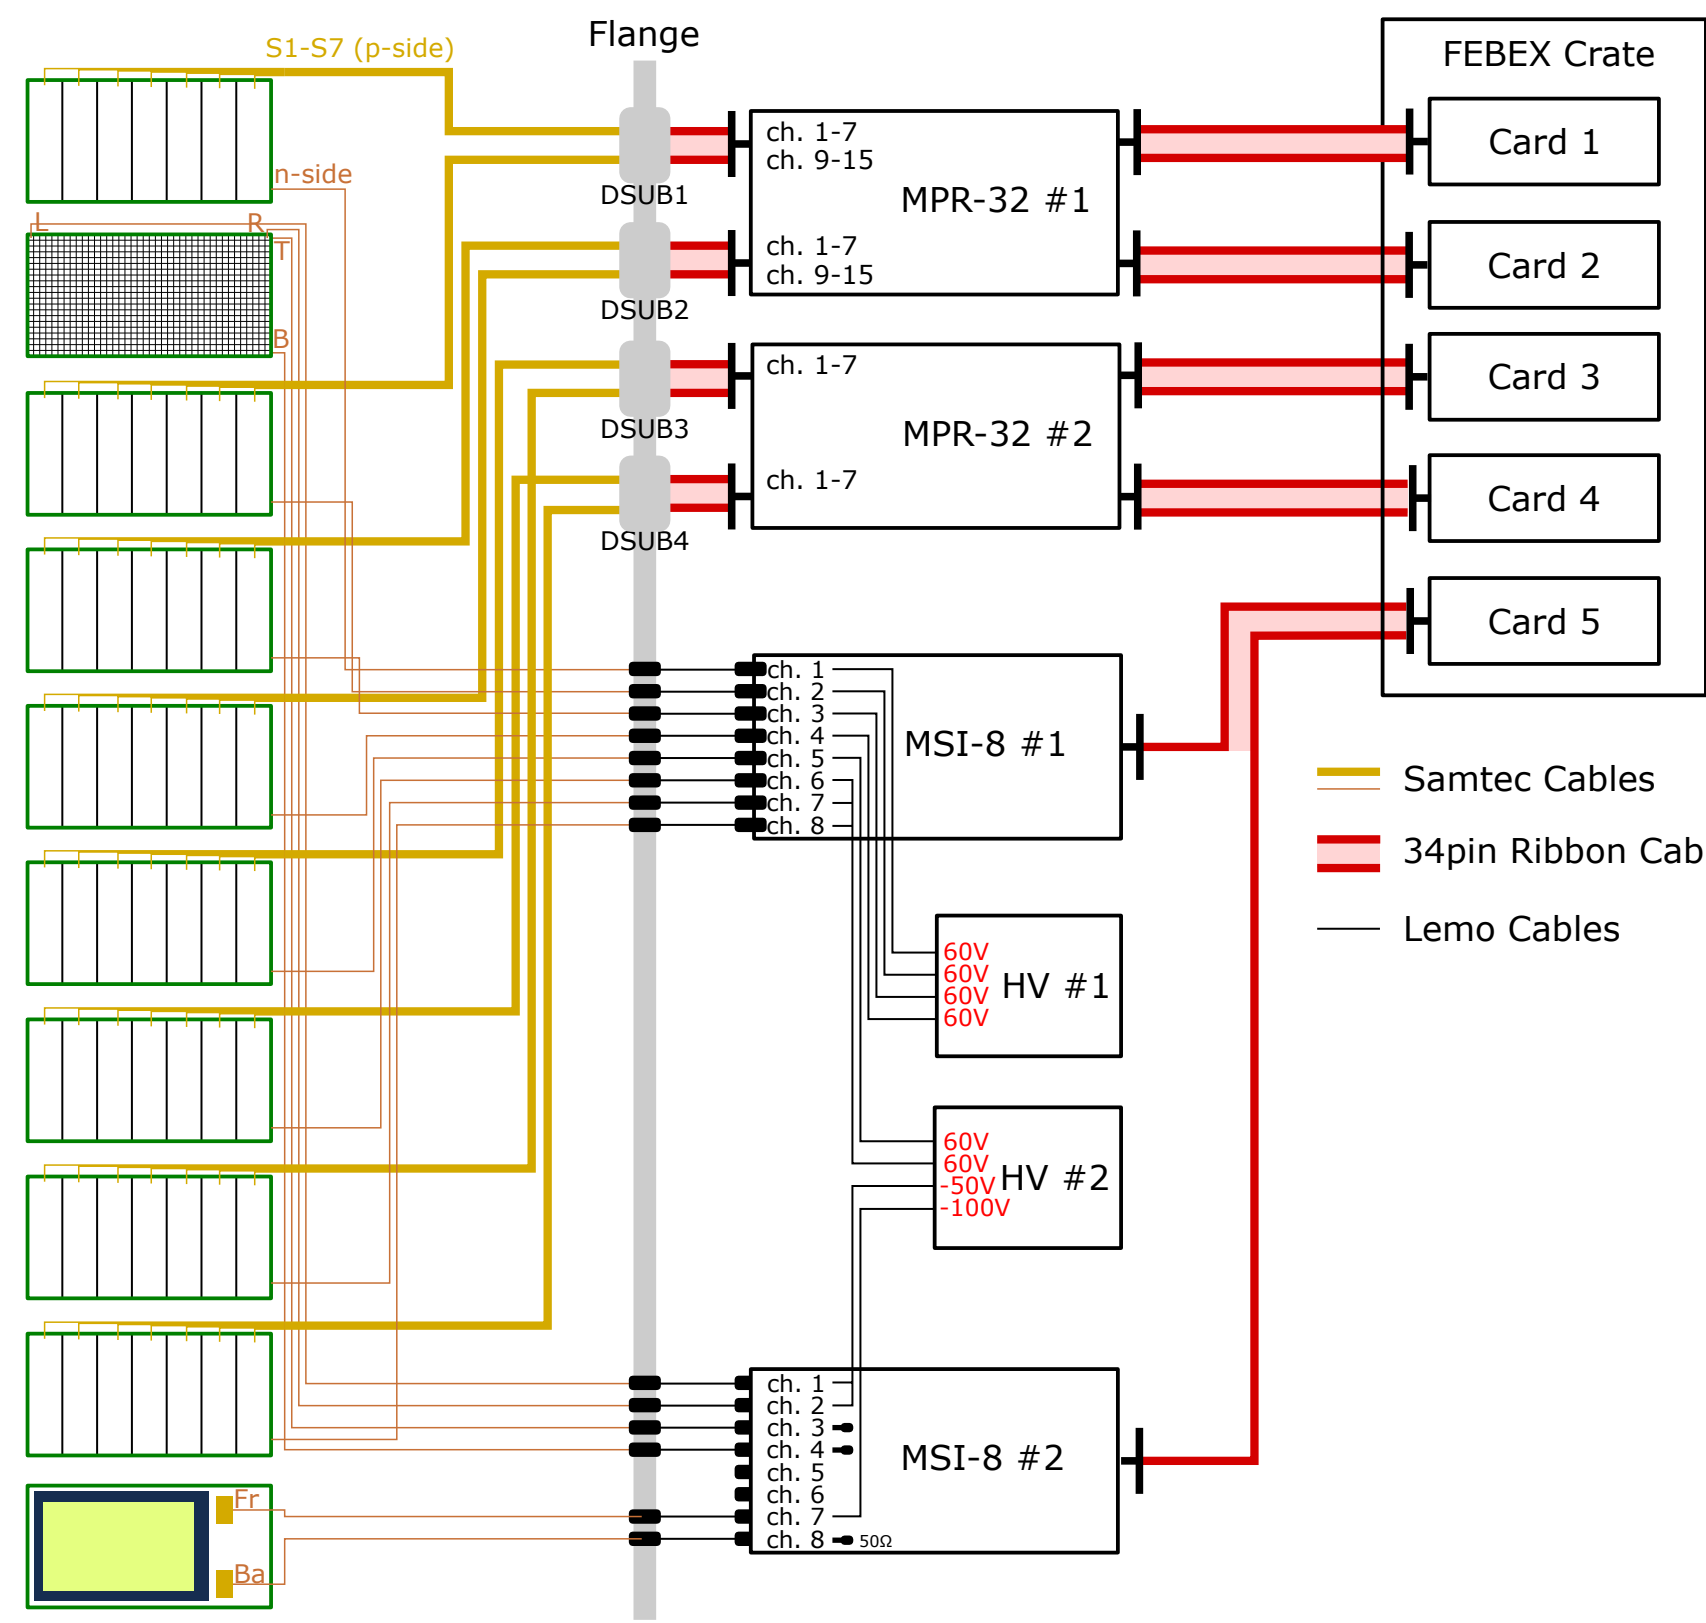 S1-S7 (p-side)
Flange
FEBEX Crate
n-side
L
R
T
B
DSUB1
DSUB2
DSUB3
DSUB4
ch. 1-7
ch. 9-15
MPR-32 #1
ch. 1-7
ch. 9-15
ch. 1-7
MPR-32 #2
ch. 1-7
Card 1
Card 2
Card 3
Card 4
Card 5
ch. 1
ch. 2
ch. 3
ch. 4
ch. 5
ch. 6
ch. 7
ch. 8
MSI-8 #1
Samtec Cables
34pin Ribbon Cab
Lemo Cables
60V
60V
60V
60V
HV #1
60V
60V
-50V
-100V
HV #2
ch. 1
ch. 2
ch. 3
ch. 4
ch. 5
ch. 6
ch. 7
ch. 8
50Ω
MSI-8 #2
Fr
Ba